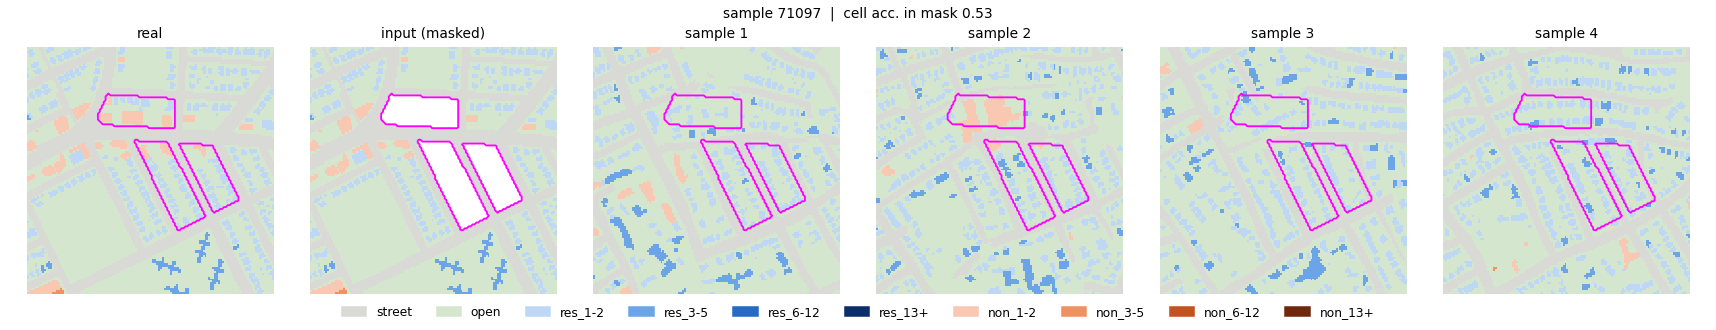 sample 71097  |  cell acc. in mask 0.53
real
input (masked)
sample 1
sample 2
sample 3
sample 4
street
open
res_1-2
res_3-5
res_6-12
res_13+
non_1-2
non_3-5
non_6-12
non_13+